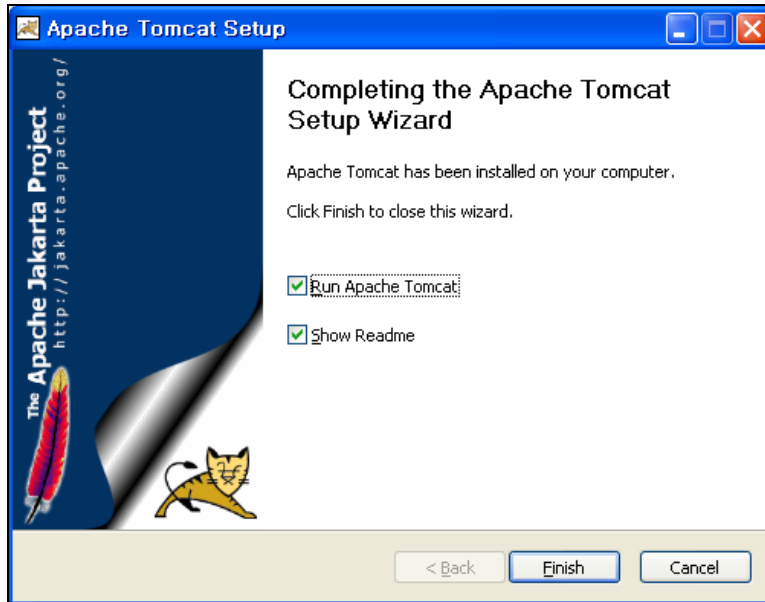 Apache Tomcat Setup
The Apache Jakarta Project
http://jakarta.apache.org/
Completing the Apache Tomcat
Setup Wizard
Apache Tomcat has been installed on your computer.
Click Finish to close this wizard.
Run Apache Tomcat
Show Readme
< Back
Finish
Cancel